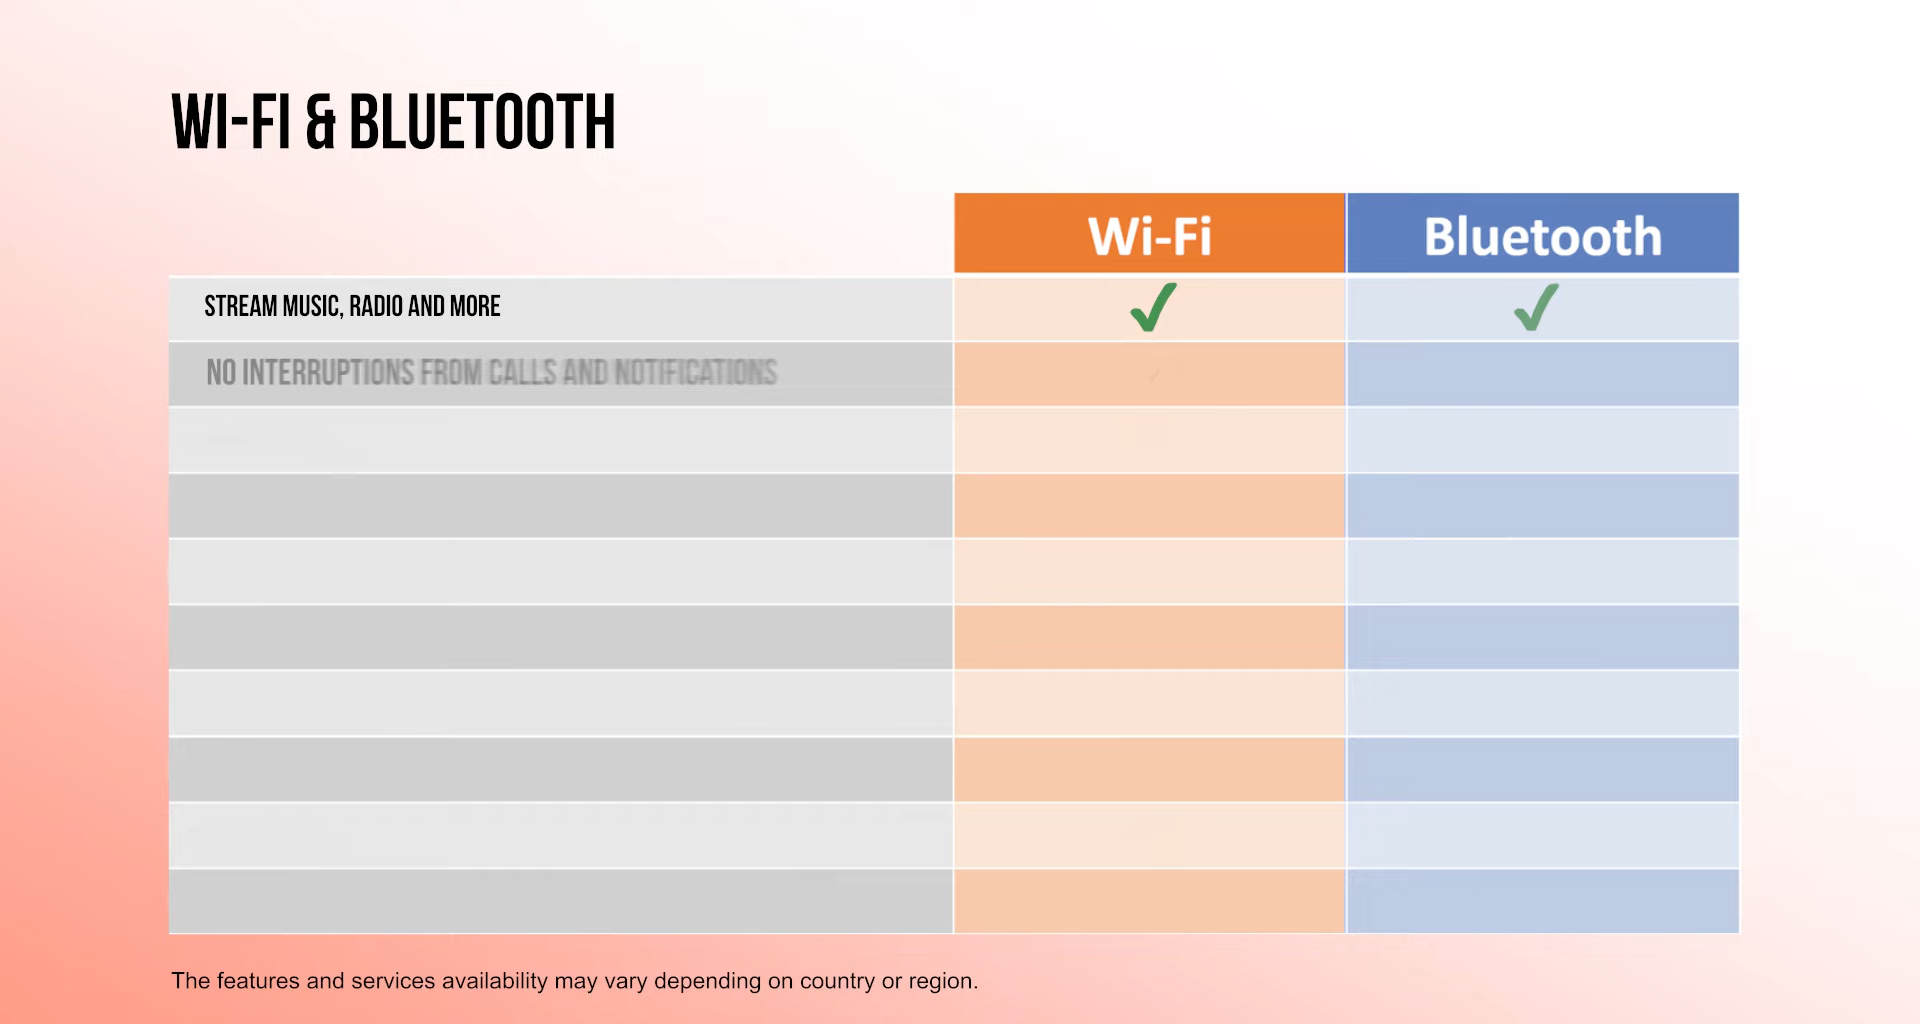 WI-FI & BLUETOOTH
Wi-Fi Bluetooth
STREAM MUSIC, RADIO AND MORE
NO INTERRUPTIONS FROM CALLS AND NOTIFICATIONS
The features and services availability may vary depending on country or region.